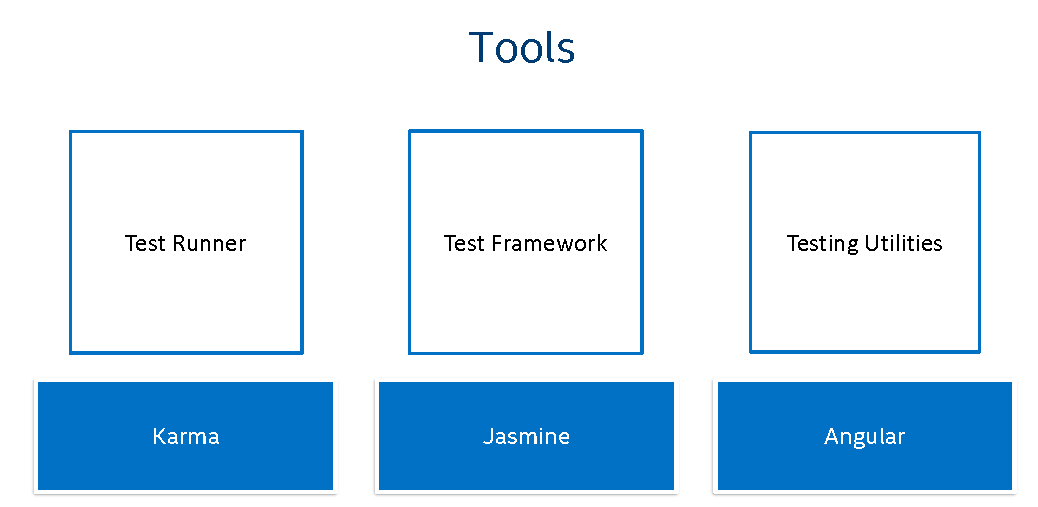 Tools
Test Runner
Test Framework
Testing Utilities
Karma
Jasmine
Angular